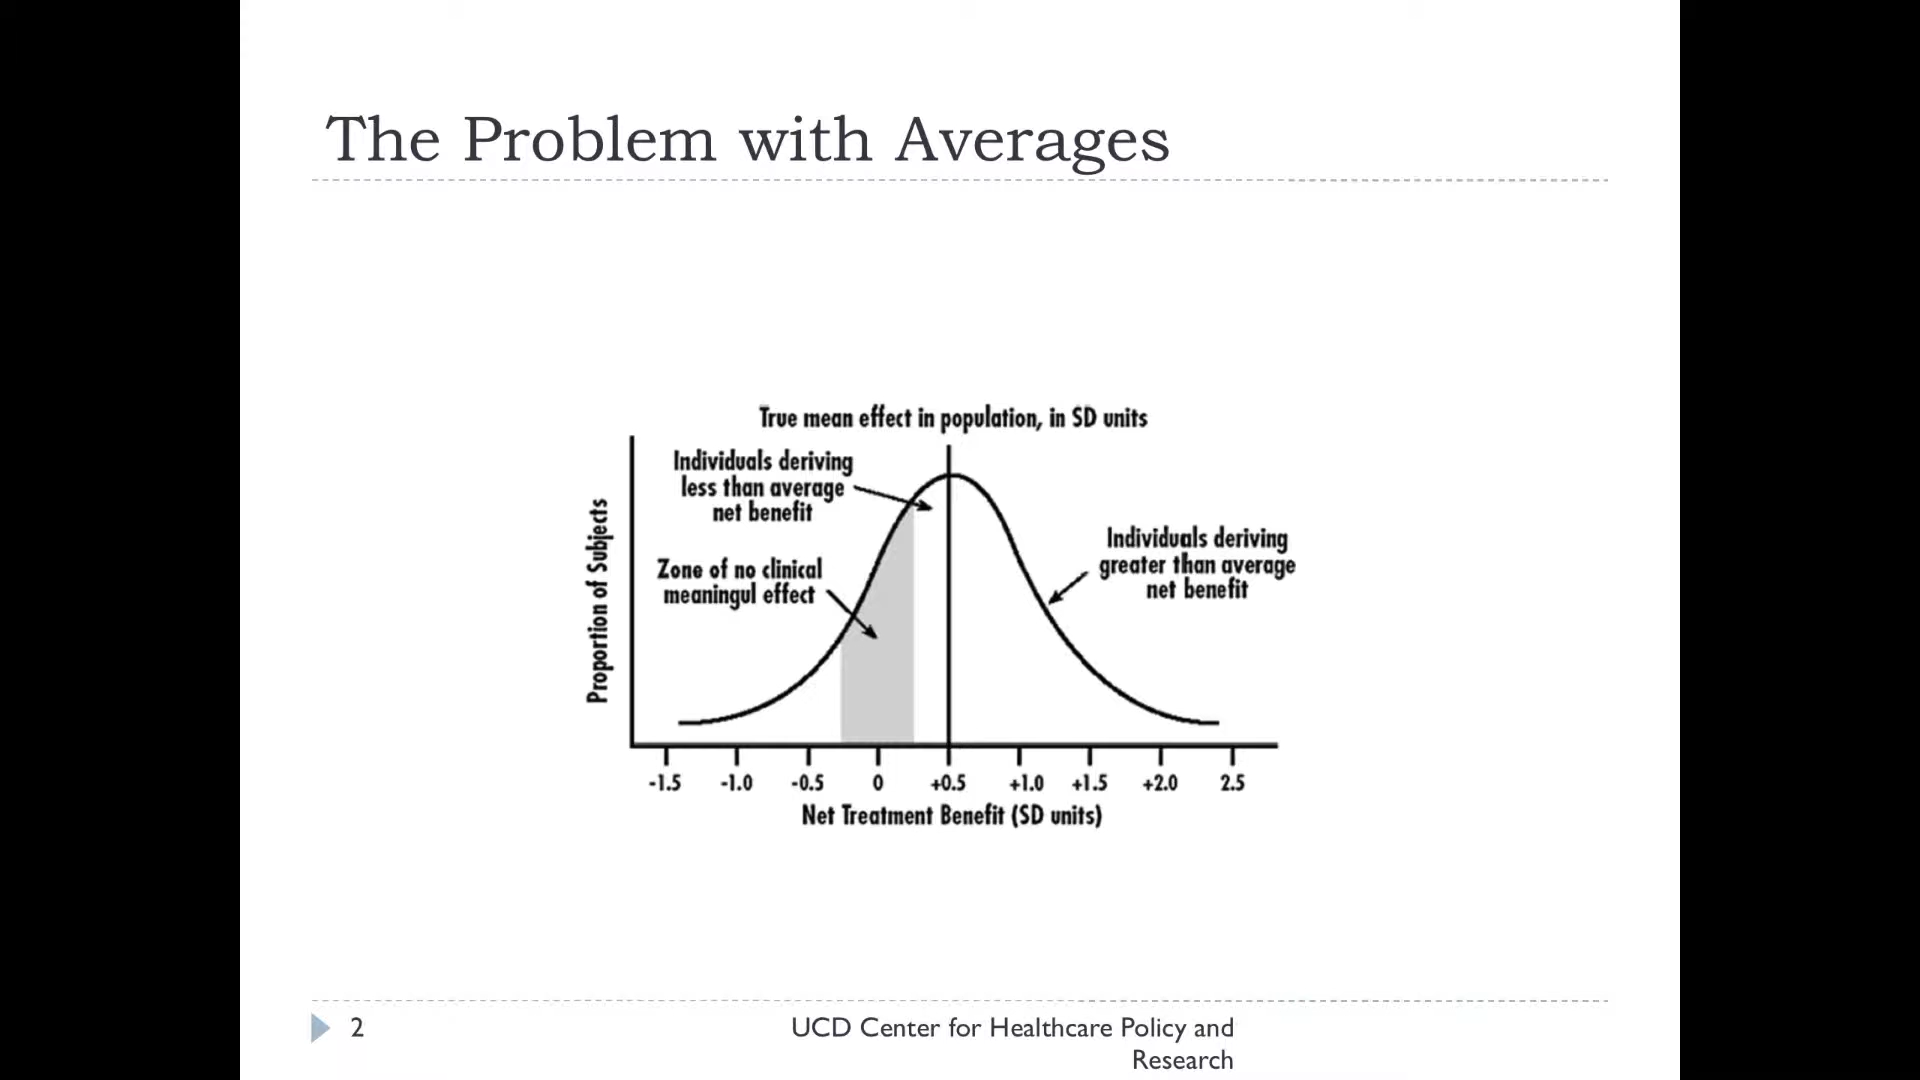 The Problem with Averages
True mean effect in population, in SD units
Individuals deriving
less than average
net benefit
Zone of no clinical
meaningul effect
Individuals deriving
greater than average
net benefit
Proportion of Subjects
-1.5 -1.0 -0.5 0 +0.5 +1.0 +1.5 +2.0 2.5
Net Treatment Benefit (SD units)
2
UCD Center for Healthcare Policy and
Research